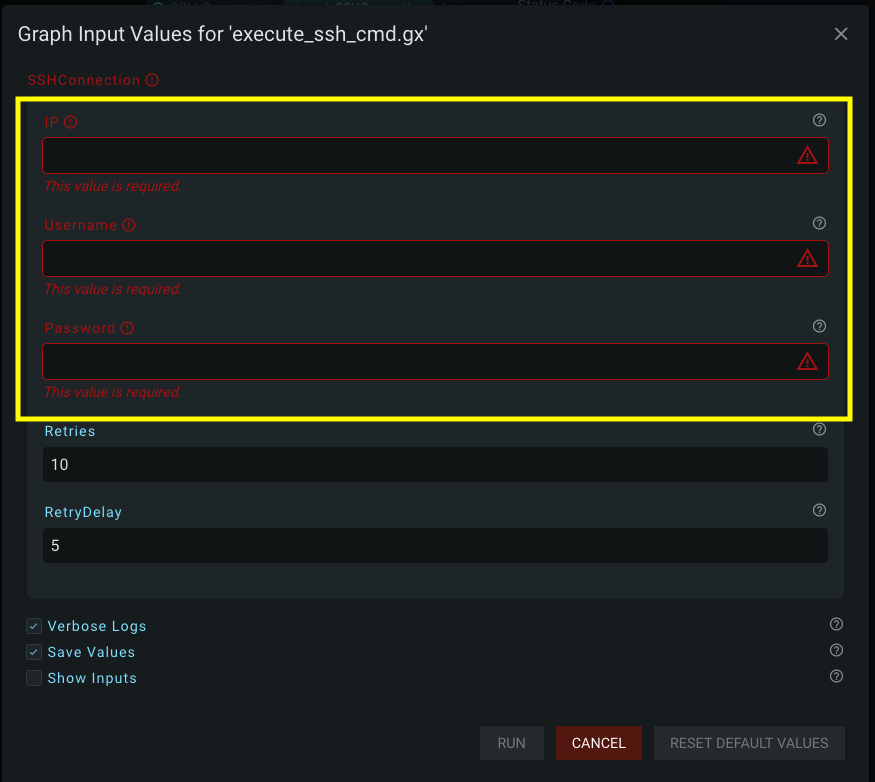 Graph Input Values for 'execute_ssh_cmd.gx'
SSHConnection
IP
This value is required.
Username
This value is required.
Password
This value is required.
Retries
10
RetryDelay
5
Verbose Logs
Save Values
Show Inputs
RUN CANCEL RESET DEFAULT VALUES